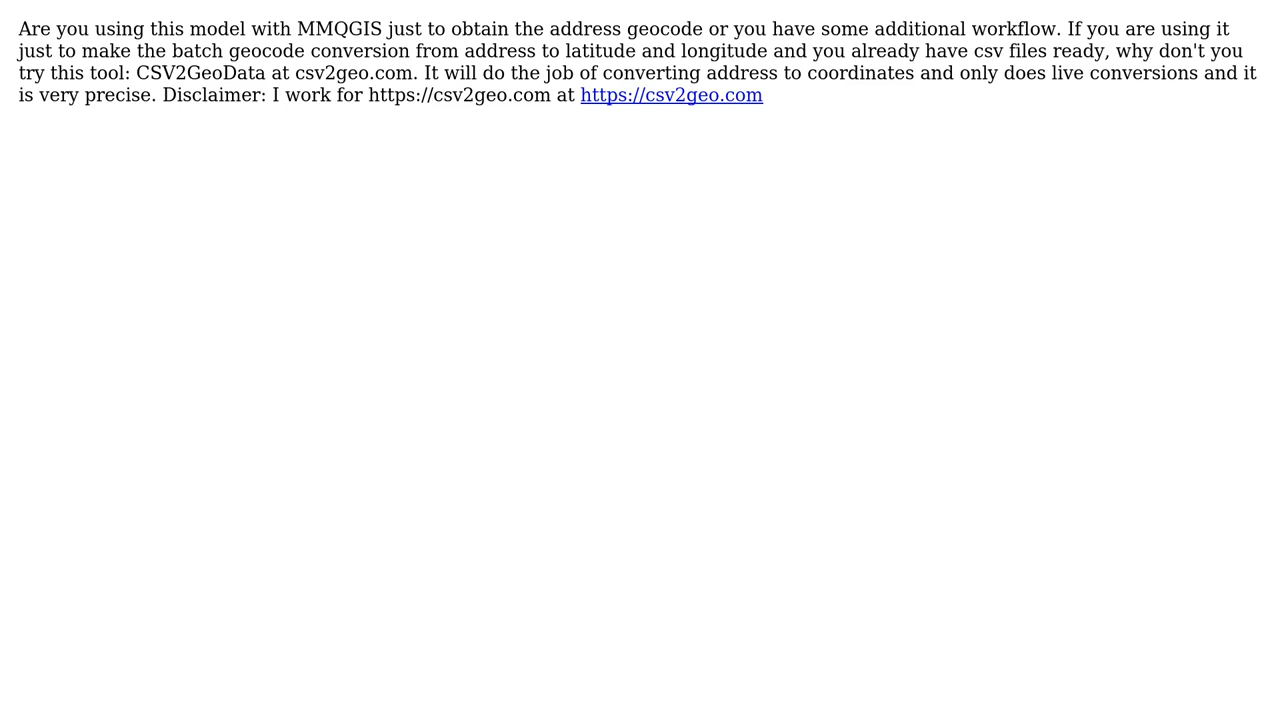 Are you using this model with MMQGIS just to obtain the address geocode or you have some additional workflow. If you are using it
just to make the batch geocode conversion from address to latitude and longitude and you already have csv files ready, why don't you
try this tool: CSV2GeoData at csv2geo.com. It will do the job of converting address to coordinates and only does live conversions and it
is very precise. Disclaimer: I work for https://csv2geo.com at https://csv2geo.com